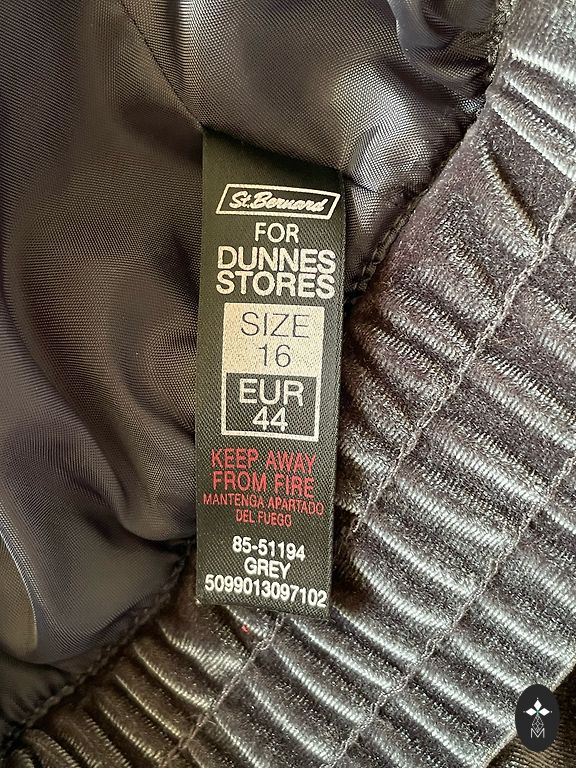 St.Bernard
FOR
DUNNES
STORES
SIZE
16
EUR
44
KEEP AWAY
FROM FIRE
MANTENGA APARTADO
DEL FUEGO
85-51194
GREY
5099013097102
M